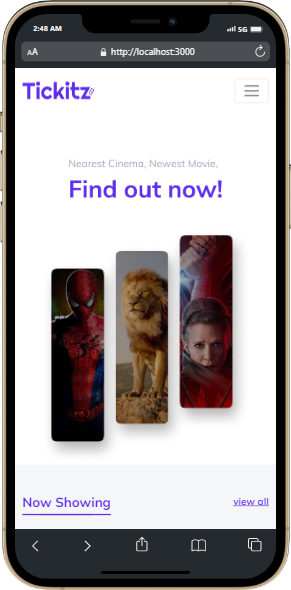 2:48 AM
5G
AA
http://localhost:3000
Tickitz
Nearest Cinema, Newest Movie,
Find out now!
Now Showing
view all